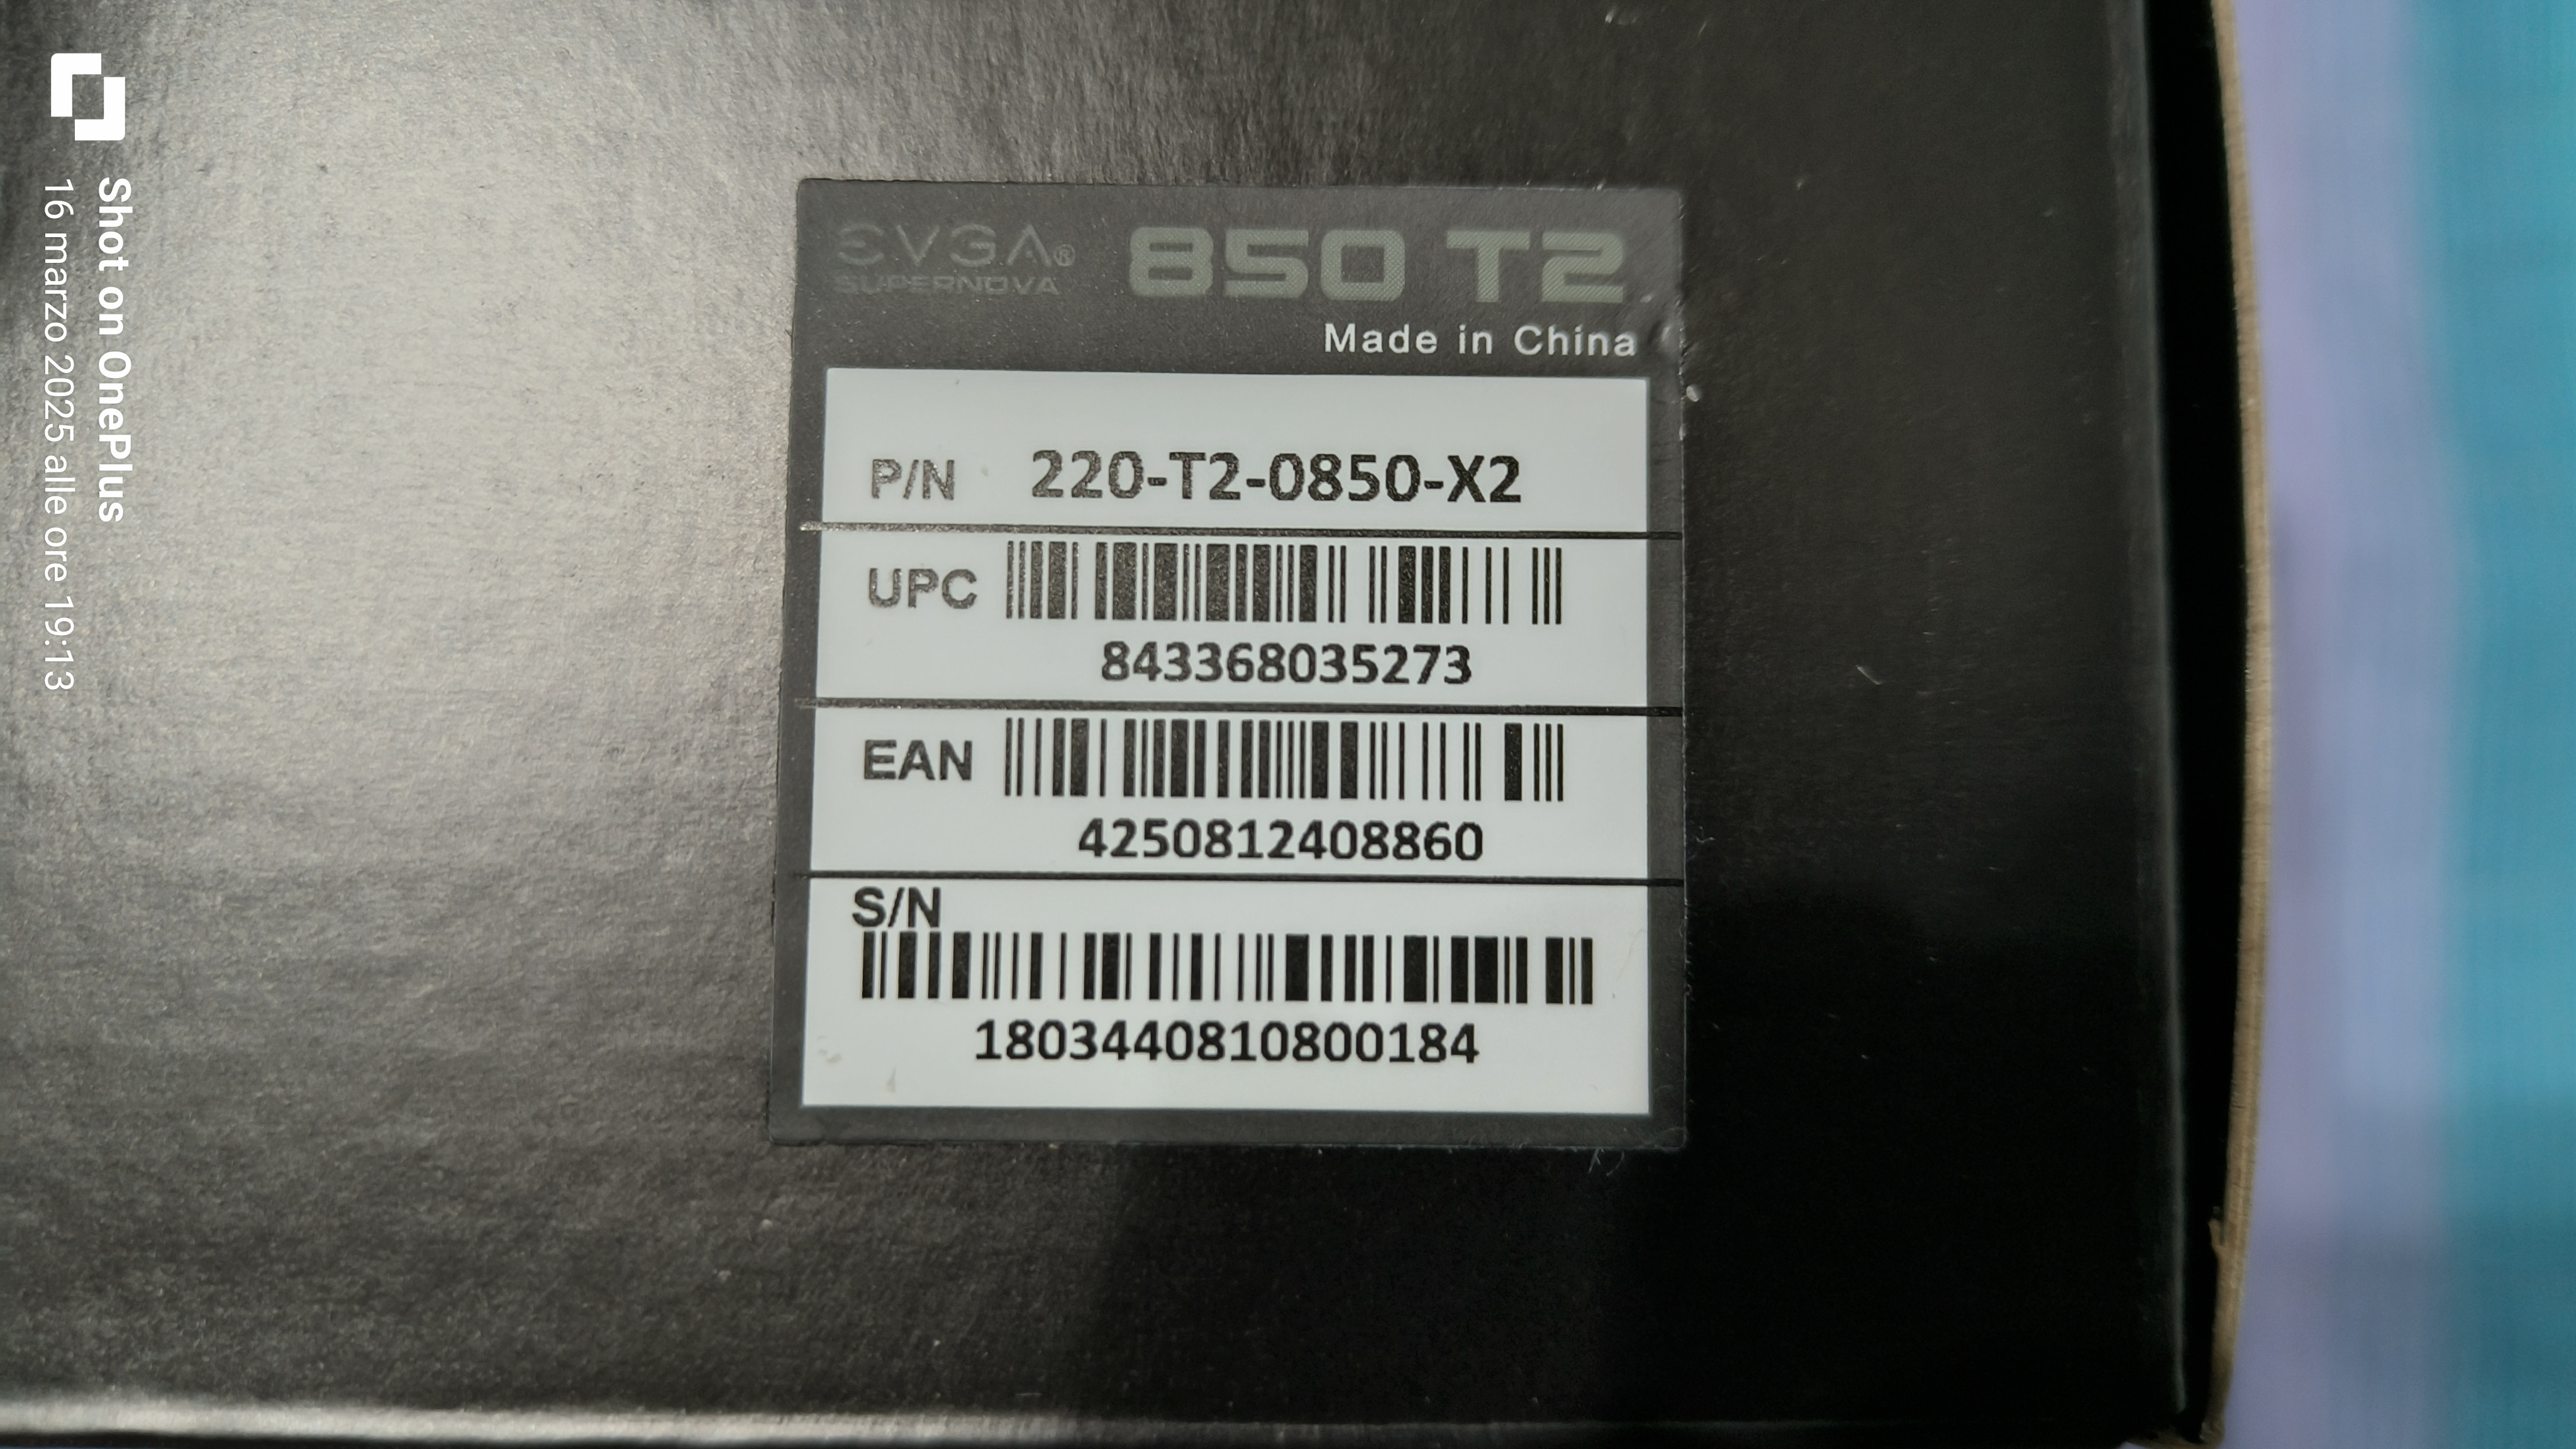 Shot on OnePlus
16 marzo 2025 alle ore 19:13
EVGA®
SUPERNOVA
850 T2
Made in China
P/N 220-T2-0850-X2
UPC
843368035273
EAN
4250812408860
S/N
1803440810800184